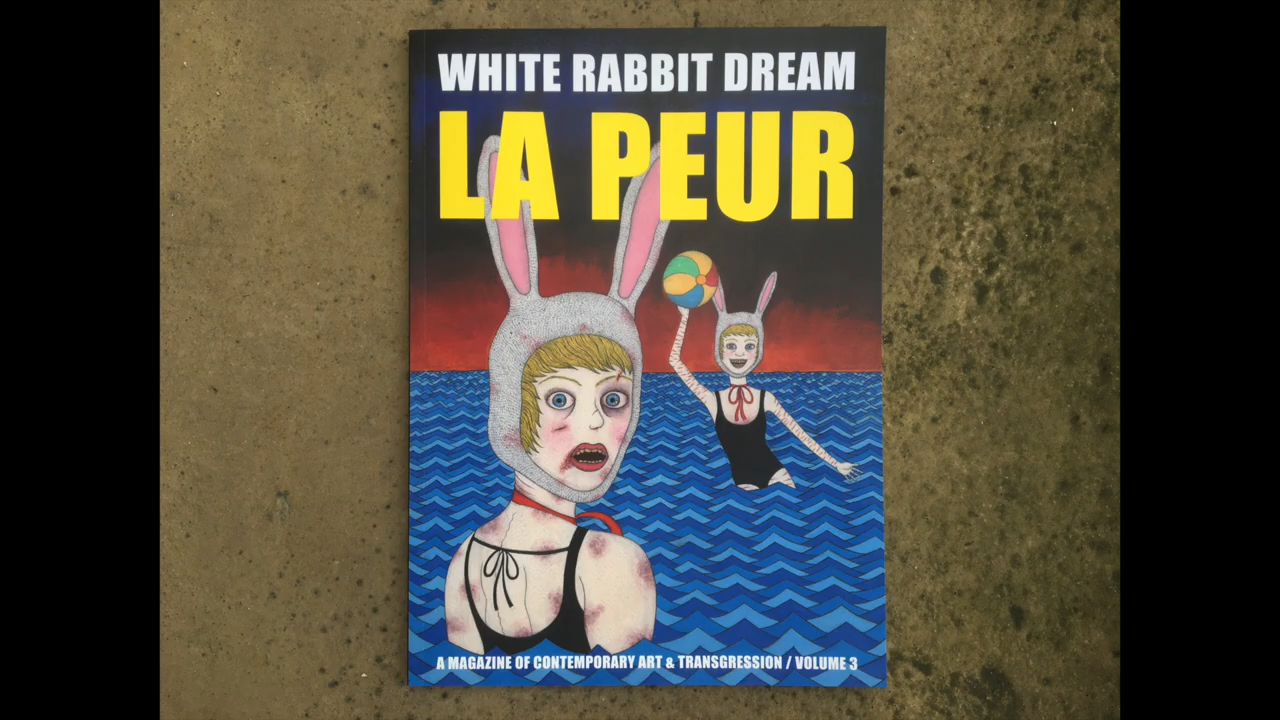 WHITE RABBIT DREAM
LA PEUR
A MAGAZINE OF CONTEMPORARY ART & TRANSGRESSION / VOLUME 3